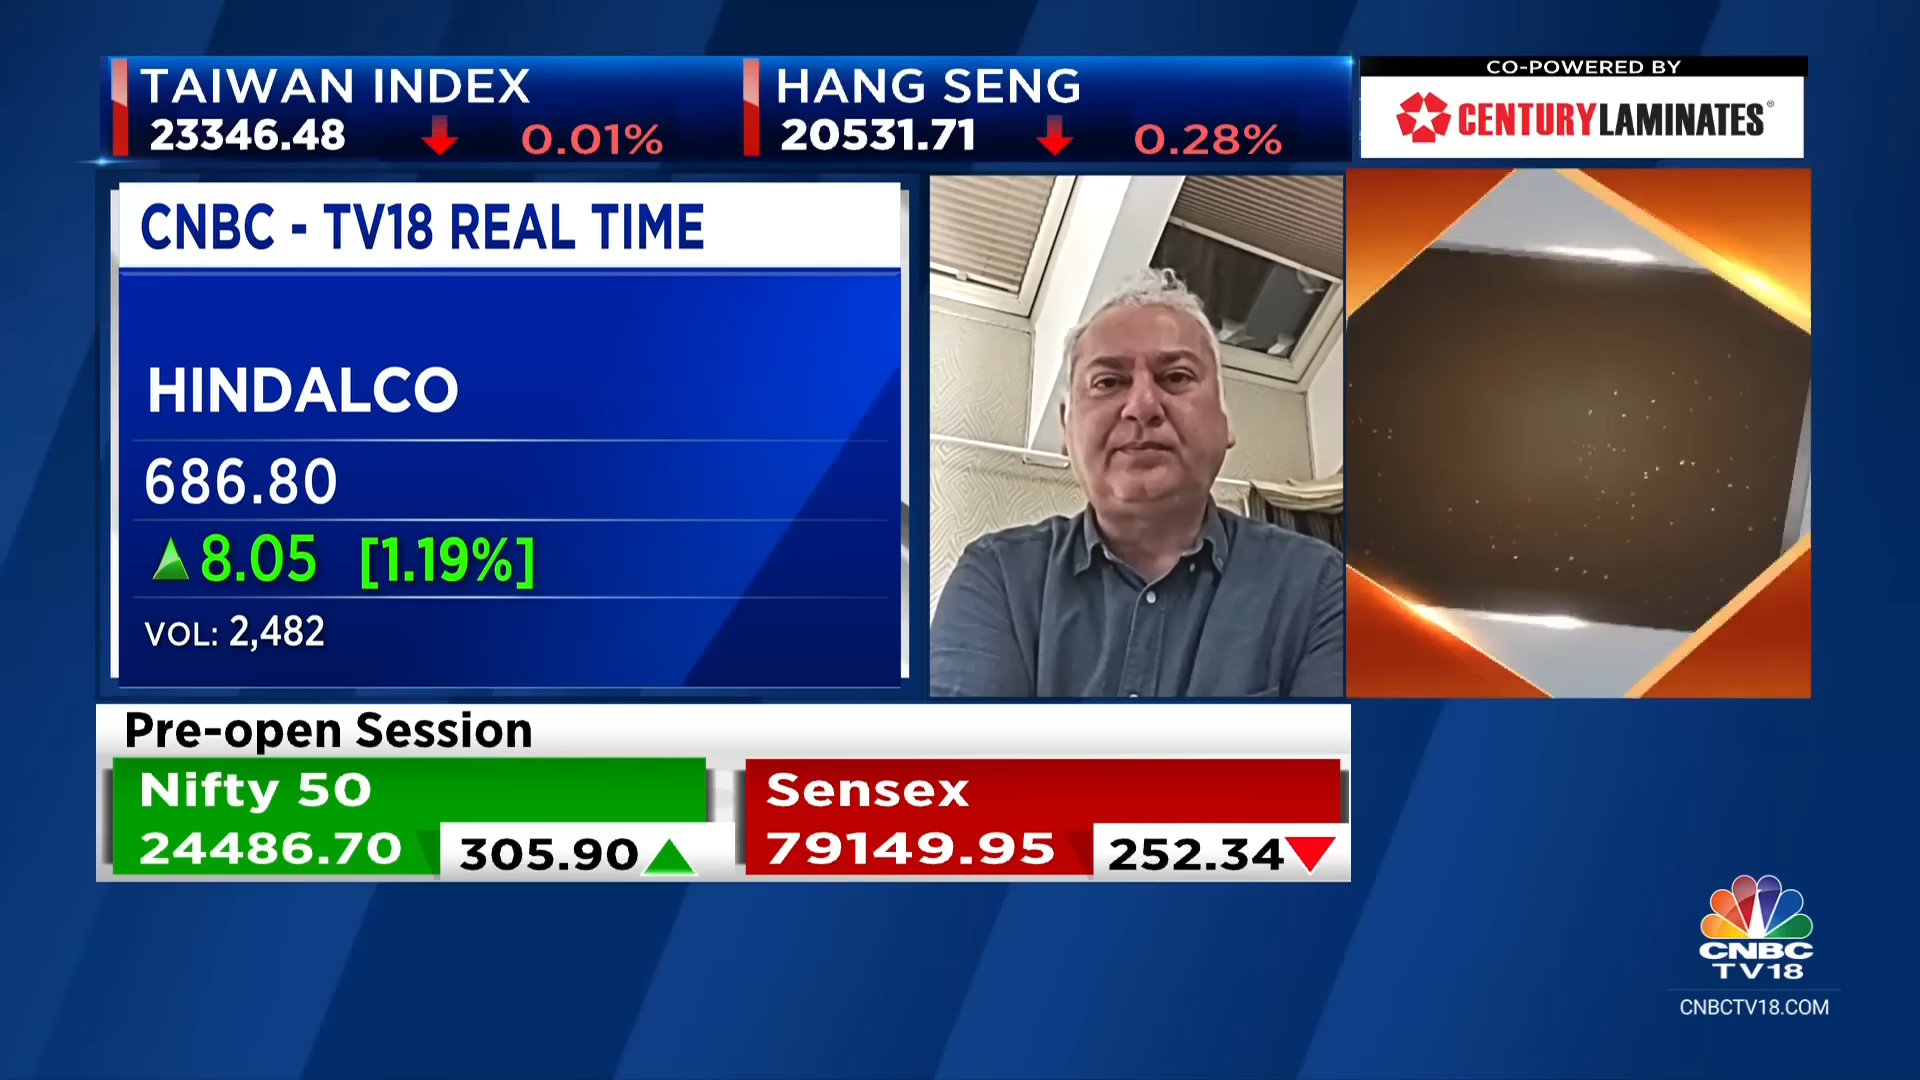 TAIWAN INDEX
23346.48 0.01%
HANG SENG
20531.71 0.28%
CO-POWERED BY
CENTURYLAMINATES®
CNBC - TV18 REAL TIME
HINDALCO
686.80
▲8.05 [1.19%]
VOL: 2,482
Pre-open Session
Nifty 50
24486.70 305.90
Sensex
79149.95 252.34
CNBC
TV18
CNBCTV18.COM